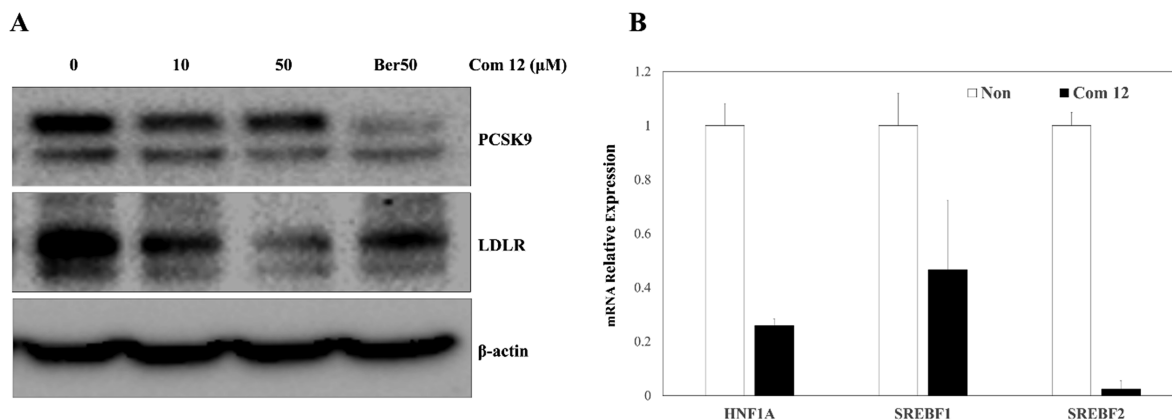 A
0 10 50 Ber50 Com 12 (μM)
PCSK9
LDLR
β-actin
B
1.2
1
0.8
0.6
0.4
0.2
0
mRNA Relative Expression
Non Com 12
HNF1A SREBF1 SREBF2